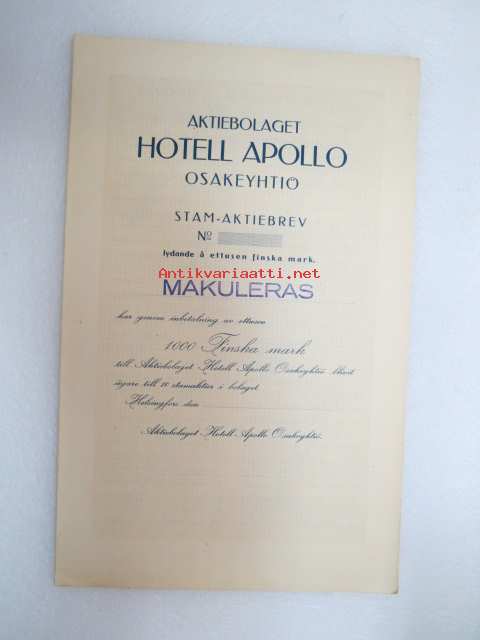 AKTIEBOLAGET
HOTELL APOLLO
OSAKEYHTIÖ
STAM-AKTIEBREV
No
lydande å ettusen finska mark.
Antikvariaatti.net
MAKULERAS
har genom inbetalning av ettusen
1000 Finska mark
till Aktiebolaget Hotell Apollo Osakeyhtiö blivit
ägare till 10 stamaktier i bolaget
Helsingfors den
Aktiebolaget Hotell Apollo Osakeyhtiö